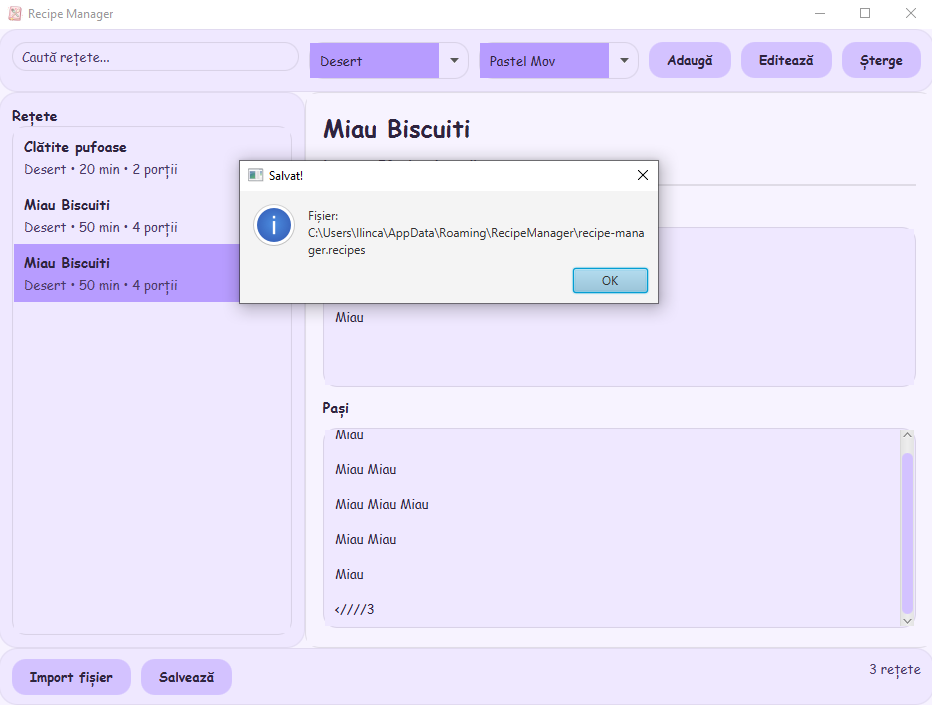 Recipe Manager
Caută rețete...
Desert
Pastel Mov
Adaugă
Editează
Șterge
Rețete
Clătite pufoase
Desert • 20 min • 2 porții
Miau Biscuiti
Desert • 50 min • 4 porții
Miau Biscuiti
Desert • 50 min • 4 porții
Miau Biscuiti
Salvat!
Fișier:
C:\Users\Ilinca\AppData\Roaming\RecipeManager\recipe-mana
ger.recipes
OK
Miau
Pași
Miau
Miau Miau
Miau Miau Miau
Miau Miau
Miau
<////3
Import fișier
Salvează
3 rețete